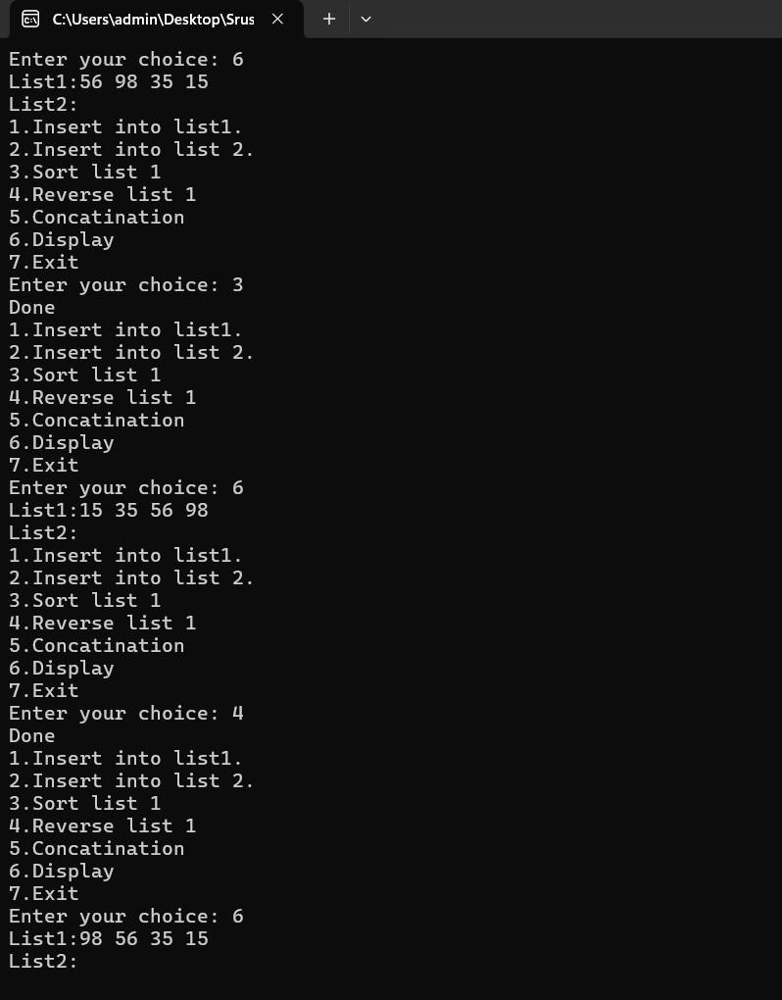 C:\Users\admin\Desktop\Srus
Enter your choice: 6
List1:56 98 35 15
List2:
1.Insert into list1.
2.Insert into list 2.
3.Sort list 1
4.Reverse list 1
5.Concatination
6.Display
7.Exit
Enter your choice: 3
Done
1.Insert into list1.
2.Insert into list 2.
3.Sort list 1
4.Reverse list 1
5.Concatination
6.Display
7.Exit
Enter your choice: 6
List1:15 35 56 98
List2:
1.Insert into list1.
2.Insert into list 2.
3.Sort list 1
4.Reverse list 1
5.Concatination
6.Display
7.Exit
Enter your choice: 4
Done
1.Insert into list1.
2.Insert into list 2.
3.Sort list 1
4.Reverse list 1
5.Concatination
6.Display
7.Exit
Enter your choice: 6
List1:98 56 35 15
List2: